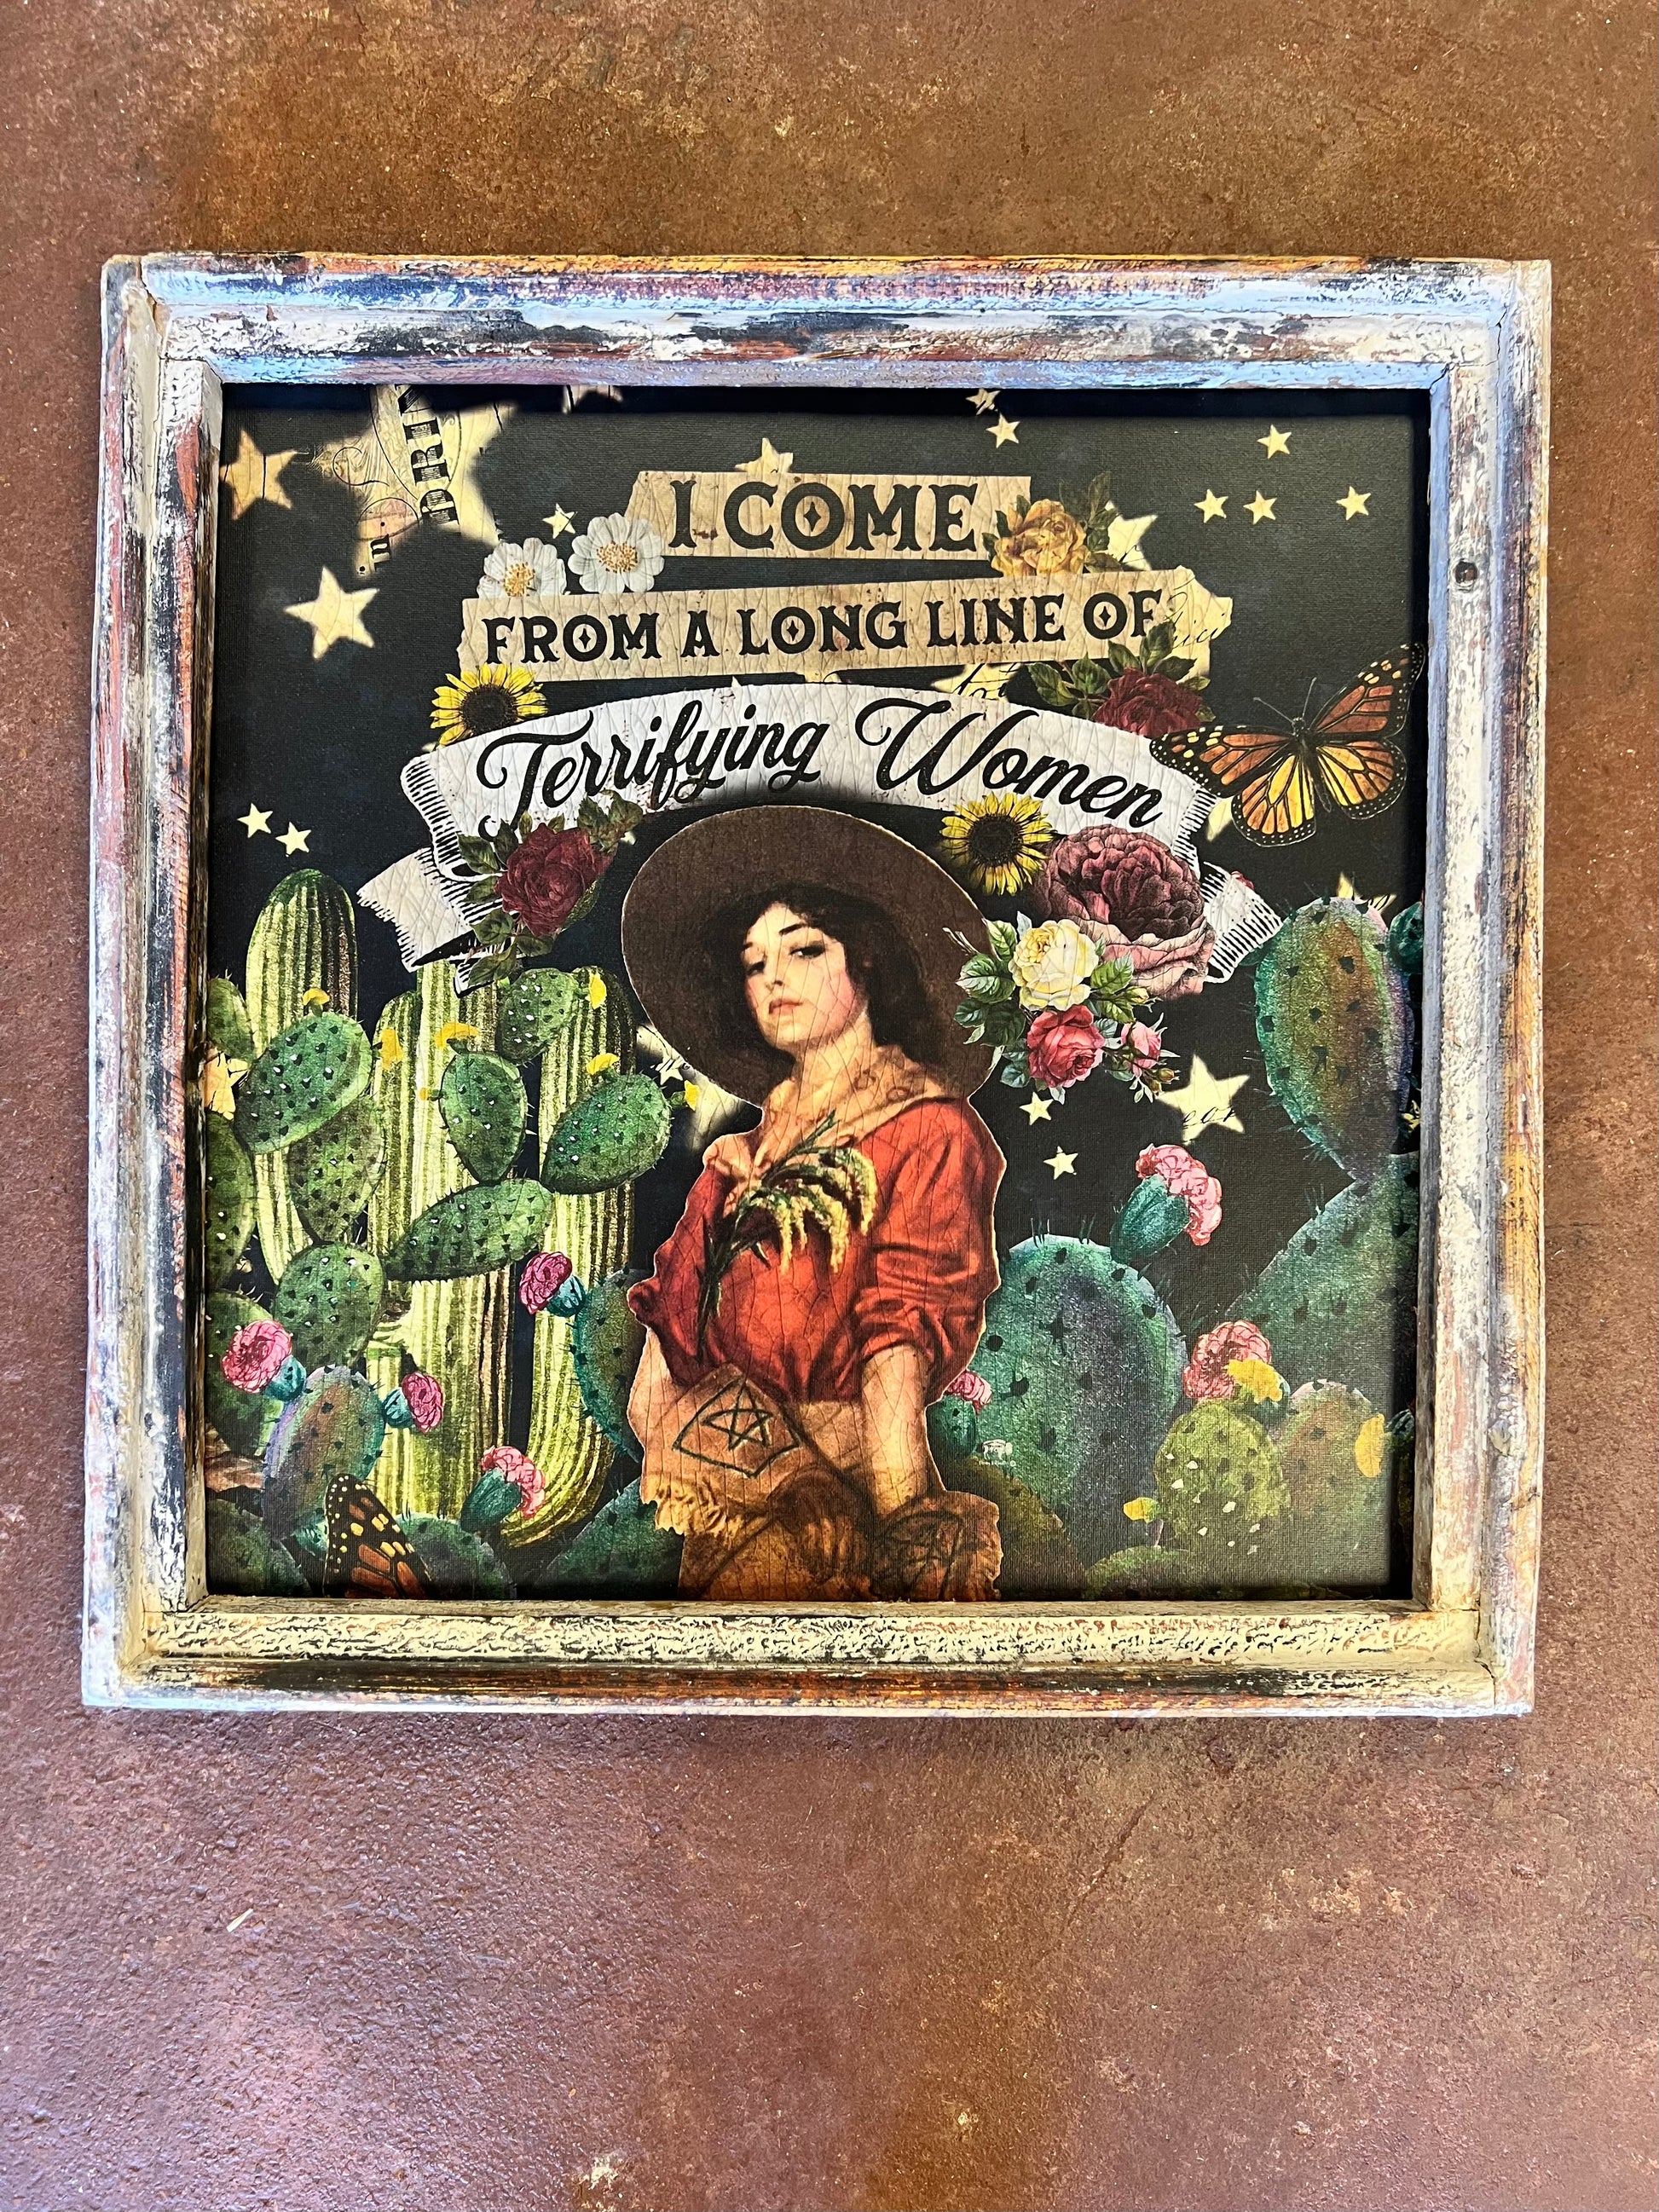 I COME
FROM A LONG LINE OF
Terrifying Women